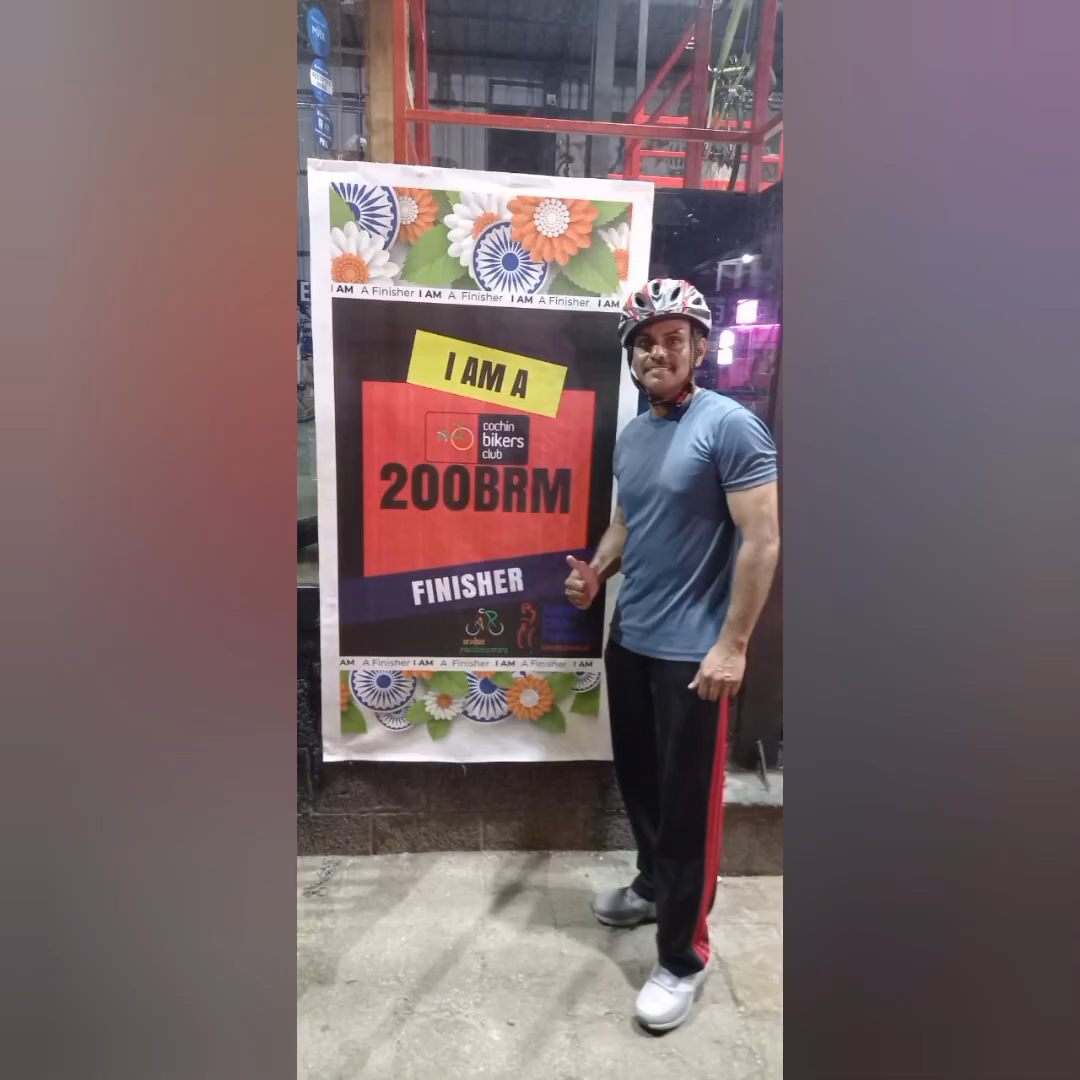 I AM A Finisher I AM A Finisher I AM A Finisher I AM
I AM A
cochin
bikers
club
200BRM
FINISHER
AM A Finisher I AM A Finisher I AM A Finisher I AM